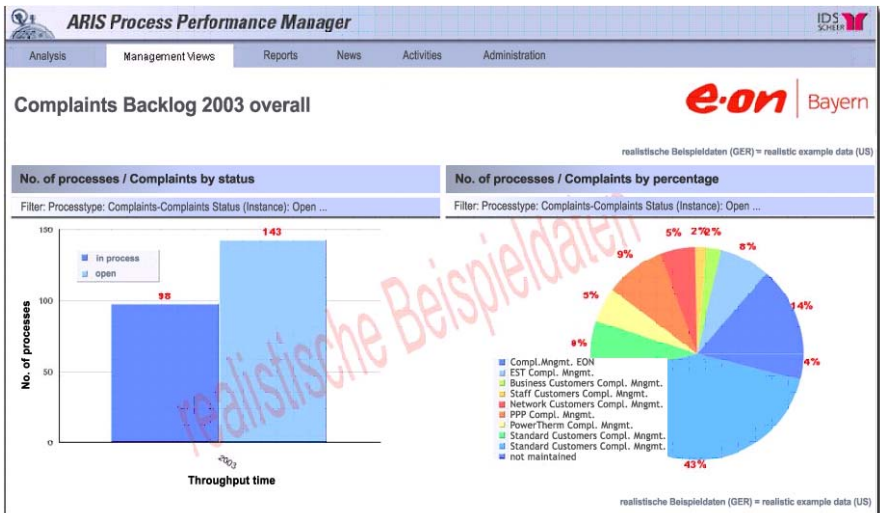 ARIS Process Performance Manager
IDS SCHEER
Analysis Management Views Reports News Activities Administration
Complaints Backlog 2003 overall
e·on | Bayern
realistische Beispieldaten (GER) = realistic example data (US)
No. of processes / Complaints by status
Filter: Processtype: Complaints-Complaints Status (Instance): Open ...
150
100
50
0
No. of processes
in process
open
98
143
2003
Throughput time
No. of processes / Complaints by percentage
Filter: Processtype: Complaints-Complaints Status (Instance): Open ...
5%
2%
2%
8%
9%
14%
5%
4%
43%
Compl.Mngmt. EON
EST Compl. Mngmt.
Business Customers Compl. Mngmt.
Staff Customers Compl. Mngmt.
Network Customers Compl. Mngmt.
PPP Compl. Mngmt.
PowerTherm Compl. Mngmt.
Standard Customers Compl. Mngmt.
Standard Customers Compl. Mngmt.
not maintained
realistische Beispieldaten
realistische Beispieldaten (GER) = realistic example data (US)